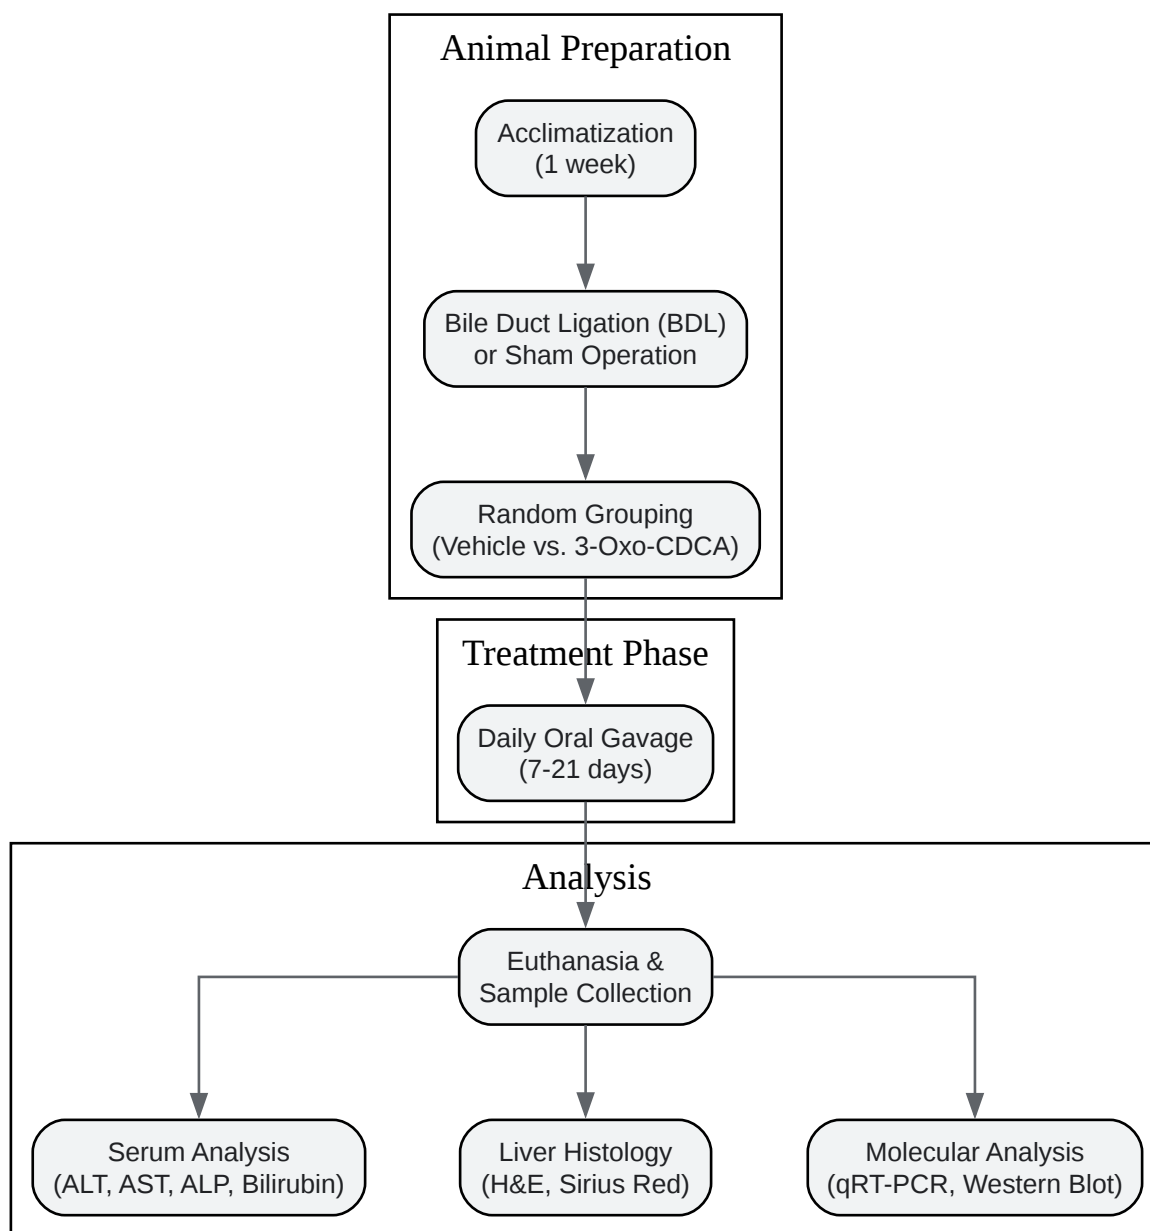 Animal Preparation
Acclimatization
(1 week)
Bile Duct Ligation (BDL)
or Sham Operation
Random Grouping
(Vehicle vs. 3-Oxo-CDCA)
Treatment Phase
Daily Oral Gavage
(7-21 days)
Analysis
Euthanasia &
Sample Collection
Serum Analysis
(ALT, AST, ALP, Bilirubin)
Liver Histology
(H&E, Sirius Red)
Molecular Analysis
(qRT-PCR, Western Blot)